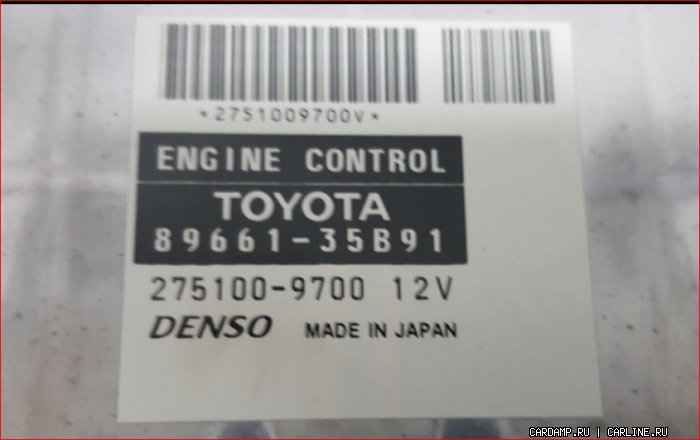 *2751009700V*
ENGINE CONTROL
TOYOTA
89661-35B91
275100-9700 12V
DENSO MADE IN JAPAN
CARDAMP.RU | CARLINE.RU